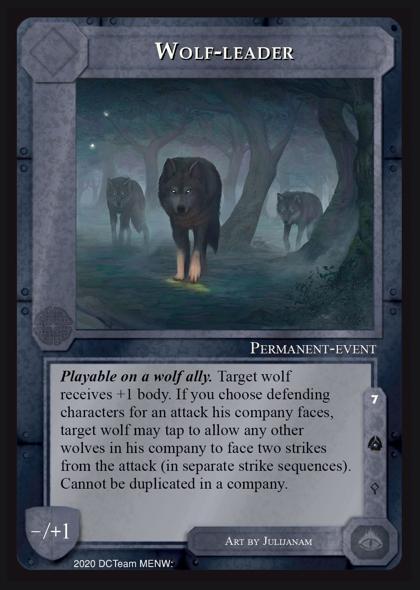 Wolf-leader
Permanent-event
Playable on a wolf ally. Target wolf
receives +1 body. If you choose defending
characters for an attack his company faces,
target wolf may tap to allow any other
wolves in his company to face two strikes
from the attack (in separate strike sequences).
Cannot be duplicated in a company.
7
–/+1
Art by Julijanam
2020 DCTeam MENW: